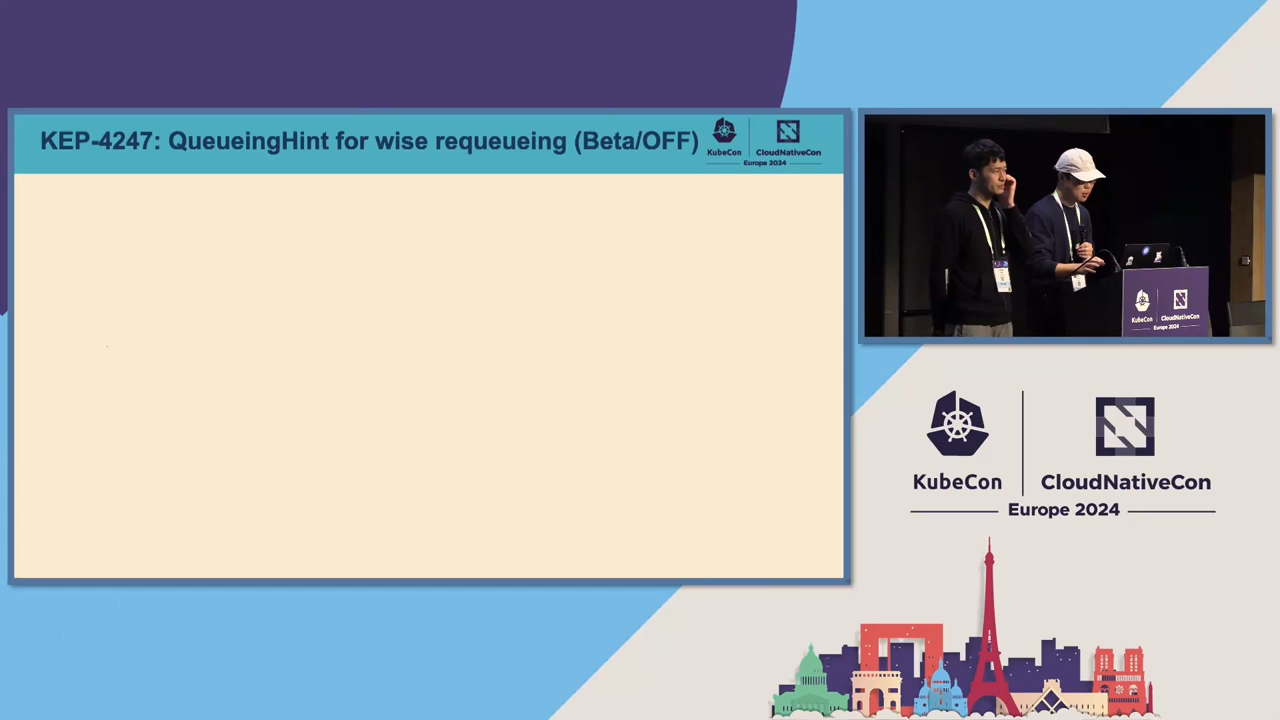 KEP-4247: QueueingHint for wise requeueing (Beta/OFF)
KubeCon
CloudNativeCon
Europe 2024
KubeCon
CloudNativeCon
Europe 2024
KubeCon
CloudNativeCon
Europe 2024